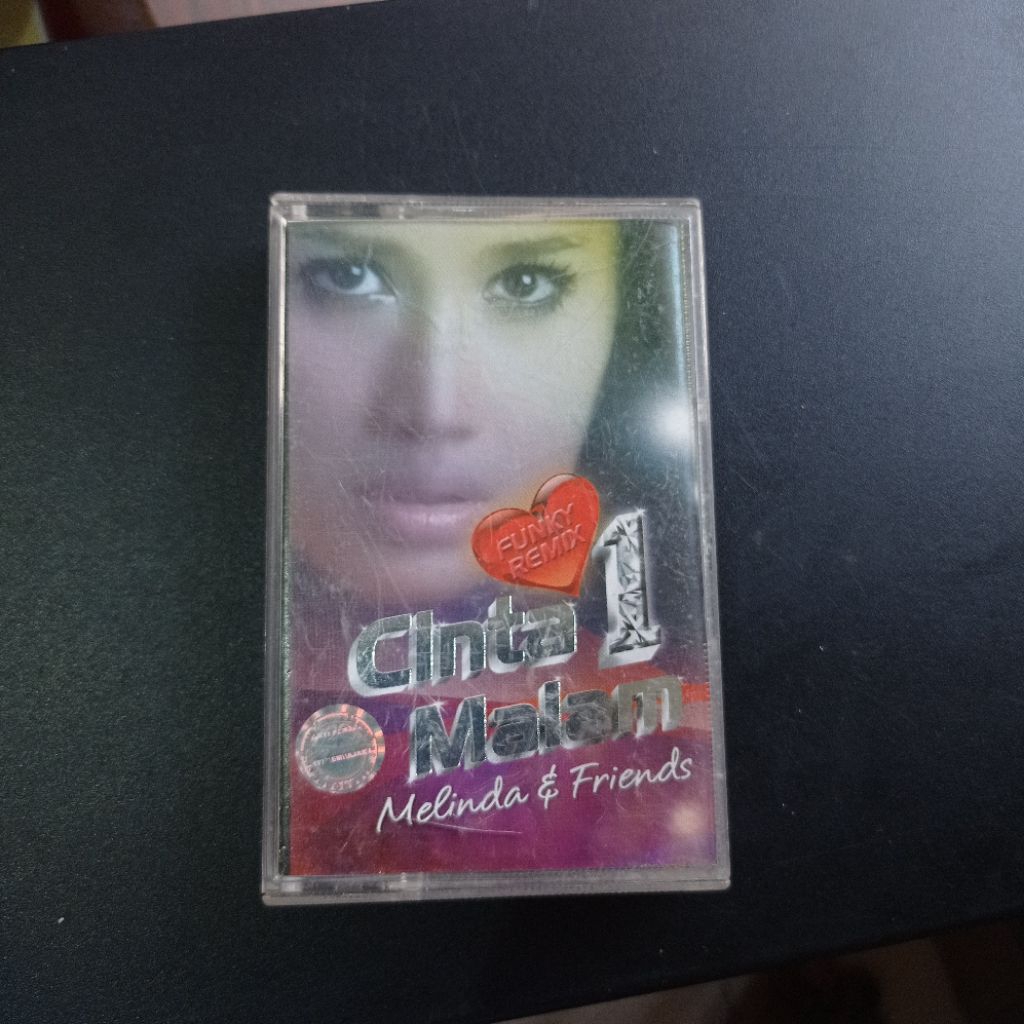 FUNKY
REMIX
Cinta 1
Malam
Melinda & Friends